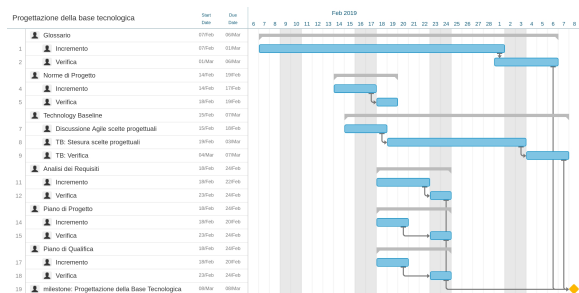 Progettazione della base tecnologica Start Date Due Date Feb 2019
6 7 8 9 10 11 12 13 14 15 16 17 18 19 20 21 22 23 24 25 26 27 28 1 2 3 4 5 6 7 8
Glossario 07/Feb 06/Mar
1 Incremento 07/Feb 01/Mar
2 Verifica 01/Mar 06/Mar
Norme di Progetto 14/Feb 19/Feb
4 Incremento 14/Feb 17/Feb
5 Verifica 18/Feb 19/Feb
Technology Baseline 15/Feb 07/Mar
7 Discussione Agile scelte progettuali 15/Feb 18/Feb
8 TB: Stesura scelte progettuali 19/Feb 03/Mar
9 TB: Verifica 04/Mar 07/Mar
Analisi dei Requisiti 18/Feb 24/Feb
11 Incremento 18/Feb 22/Feb
12 Verifica 23/Feb 24/Feb
Piano di Progetto 18/Feb 24/Feb
14 Incremento 18/Feb 20/Feb
15 Verifica 23/Feb 24/Feb
Piano di Qualifica 18/Feb 24/Feb
17 Incremento 18/Feb 20/Feb
18 Verifica 23/Feb 24/Feb
19 milestone: Progettazione della Base Tecnologica 08/Mar 08/Mar